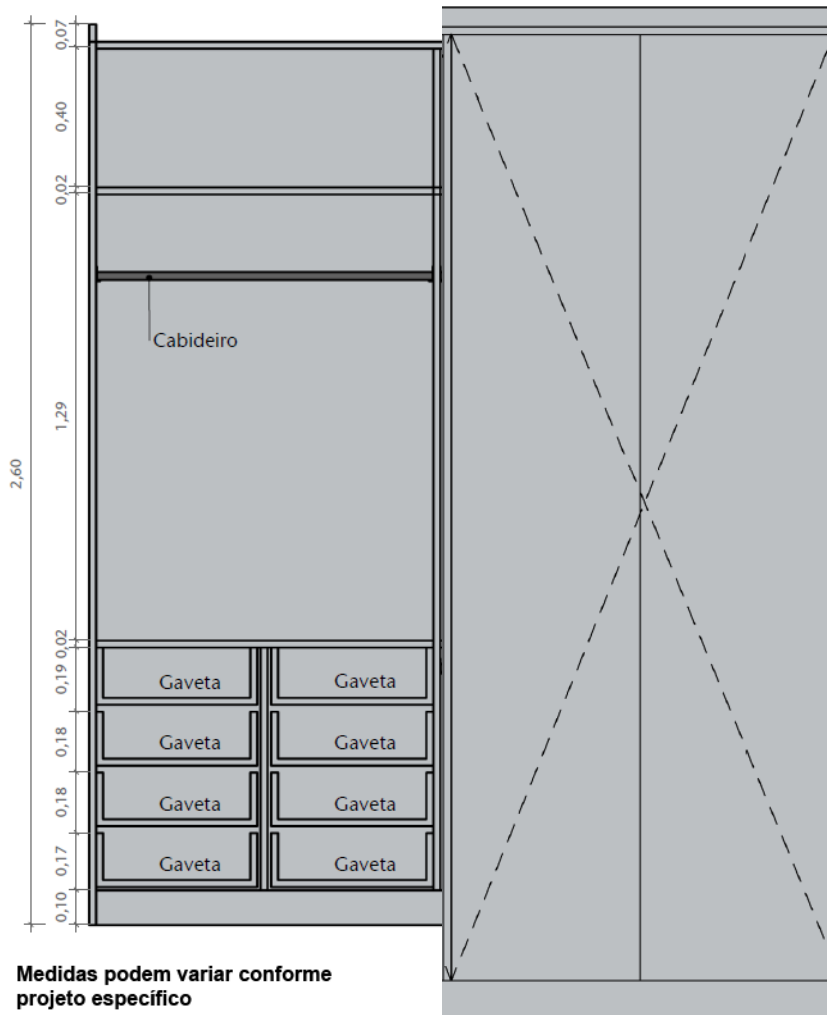 0,07
0,40
0,02
Cabideiro
1,29
2,60
0,02
0,19
Gaveta Gaveta
0,18
Gaveta Gaveta
0,18
Gaveta Gaveta
0,17
Gaveta Gaveta
0,10
Medidas podem variar conforme
projeto específico